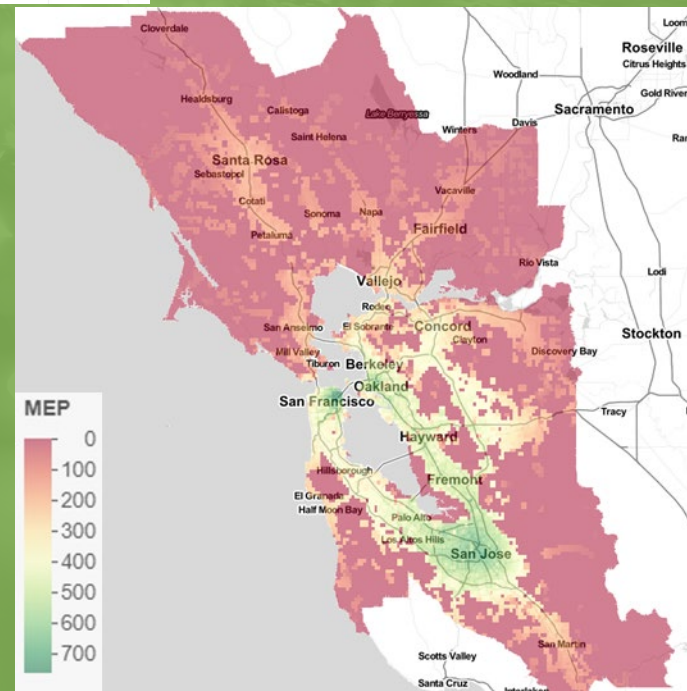 Cloverdale
Loom
Roseville
Citrus Heights
Woodland
Healdsburg
Calistoga
Gold River
Lake Berryessa
Sacramento
Saint Helena
Winters
Davis
Santa Rosa
Sebastopol
Vacaville
Cotati
Sonoma
Napa
Petaluma
Fairfield
Rio Vista
Lodi
Vallejo
Rodeo
San Anselmo
El Sobrante
Concord
Clayton
Stockton
Mill Valley
Discovery Bay
Tiburon
Berkeley
Oakland
San Francisco
Tracy
Hayward
Hillsborough
Fremont
El Granada
Half Moon Bay
Palo Alto
Los Altos Hills
San Jose
San Martin
Scotts Valley
Santa Cruz
MEP
0
100
200
300
400
500
600
700